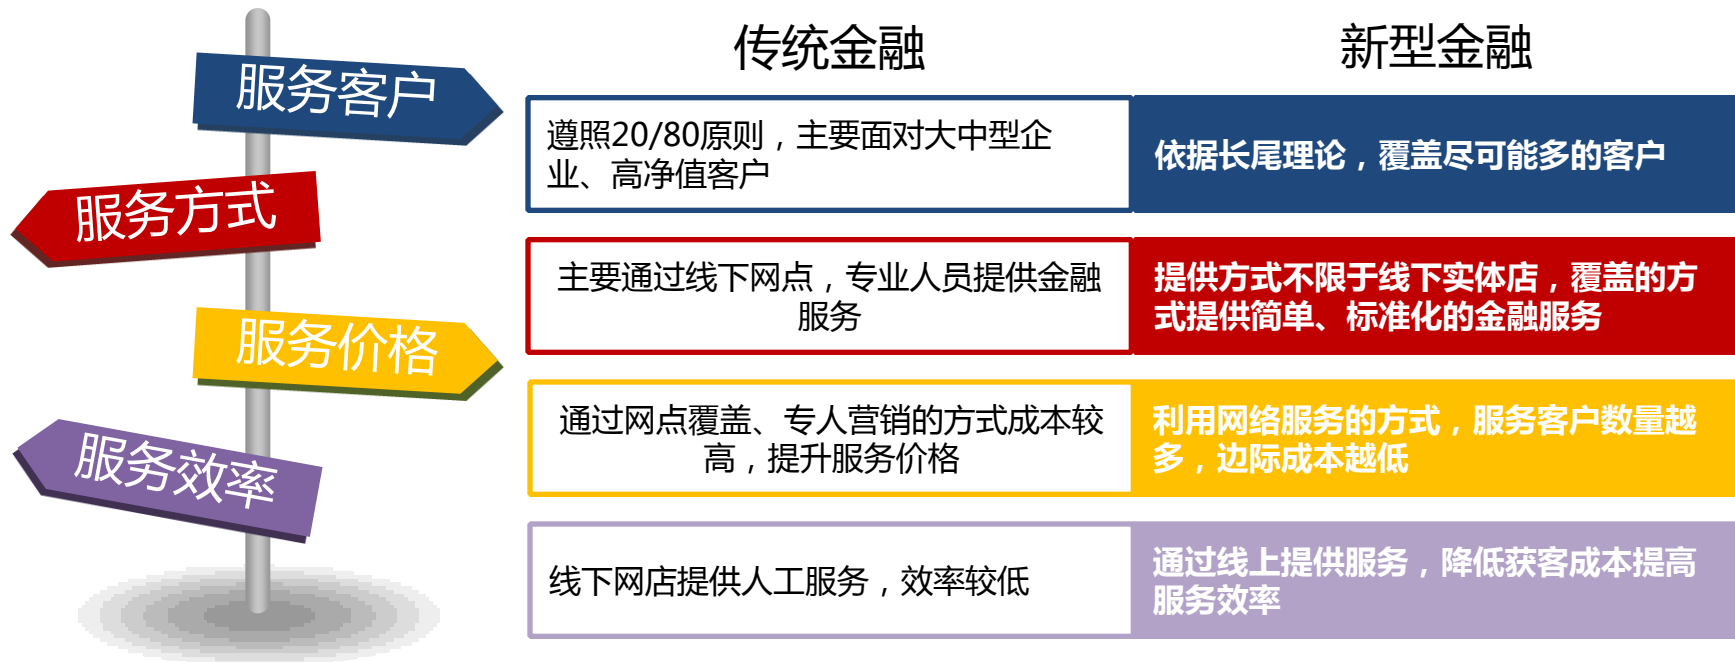 传统金融
新型金融
服务客户
遵照20/80原则，主要面对大中型企
业、高净值客户
依据长尾理论，覆盖尽可能多的客户
服务方式
主要通过线下网点，专业人员提供金融
服务
提供方式不限于线下实体店，覆盖的方
式提供简单、标准化的金融服务
服务价格
通过网点覆盖、专人营销的方式成本较
高，提升服务价格
利用网络服务的方式，服务客户数量越
多，边际成本越低
服务效率
线下网店提供人工服务，效率较低
通过线上提供服务，降低获客成本提高
服务效率